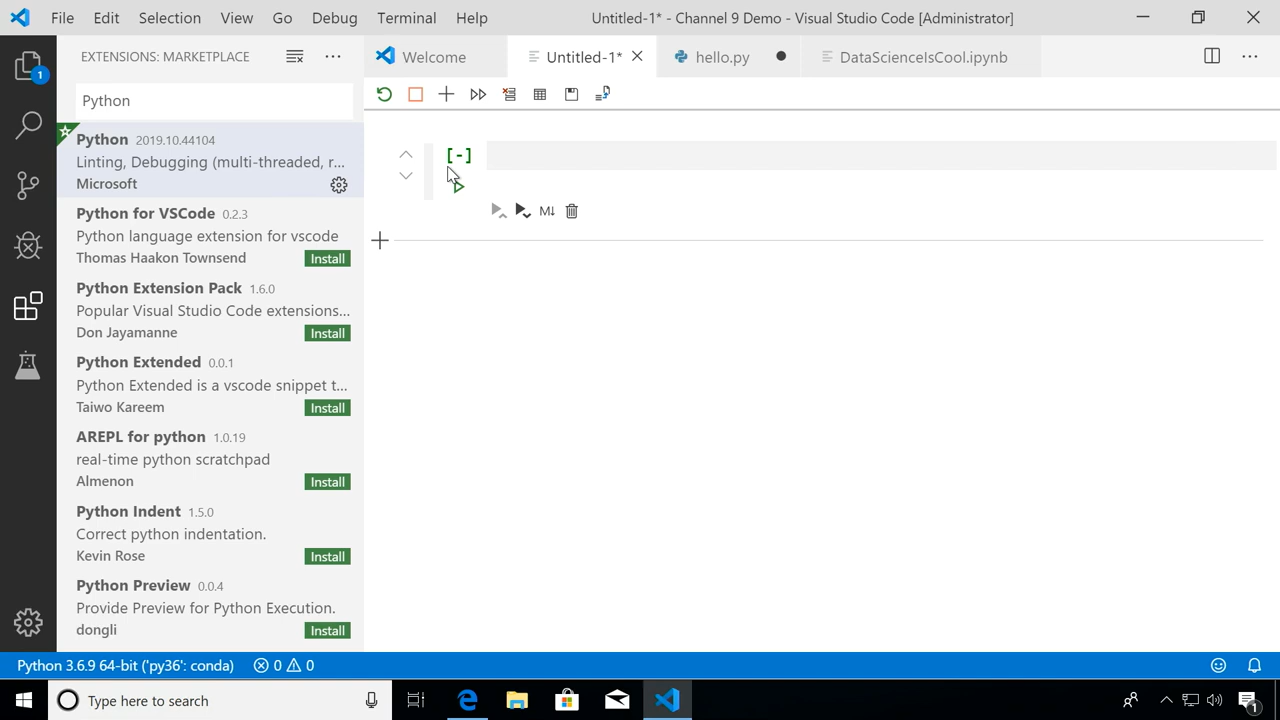 File Edit Selection View Go Debug Terminal Help Untitled-1* - Channel 9 Demo - Visual Studio Code [Administrator]
EXTENSIONS: MARKETPLACE
Welcome Untitled-1* hello.py DataScienceIsCool.ipynb
1
Python
Python 2019.10.44104
Linting, Debugging (multi-threaded, r...
Microsoft
[-]
M↓
Python for VSCode 0.2.3
Python language extension for vscode
Thomas Haakon Townsend Install
Python Extension Pack 1.6.0
Popular Visual Studio Code extensions...
Don Jayamanne Install
Python Extended 0.0.1
Python Extended is a vscode snippet t...
Taiwo Kareem Install
AREPL for python 1.0.19
real-time python scratchpad
Almenon Install
Python Indent 1.5.0
Correct python indentation.
Kevin Rose Install
Python Preview 0.0.4
Provide Preview for Python Execution.
dongli Install
Python 3.6.9 64-bit ('py36': conda) 0 0
Type here to search
1